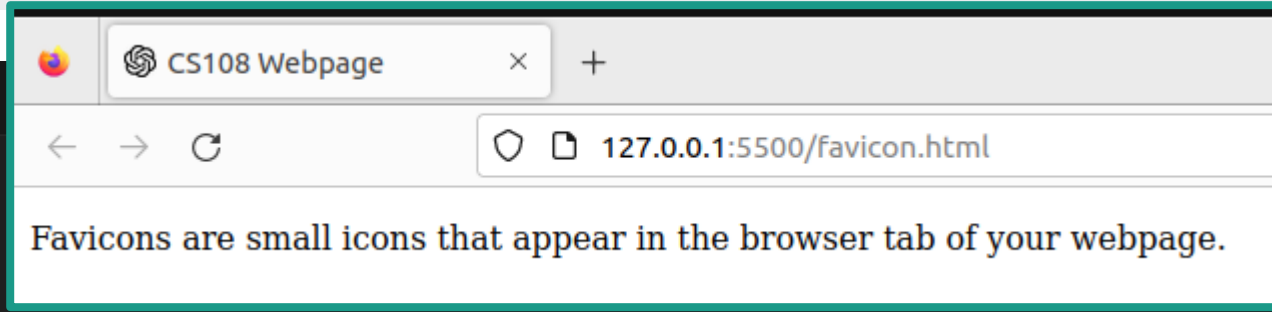 CS108 Webpage
127.0.0.1:5500/favicon.html
Favicons are small icons that appear in the browser tab of your webpage.